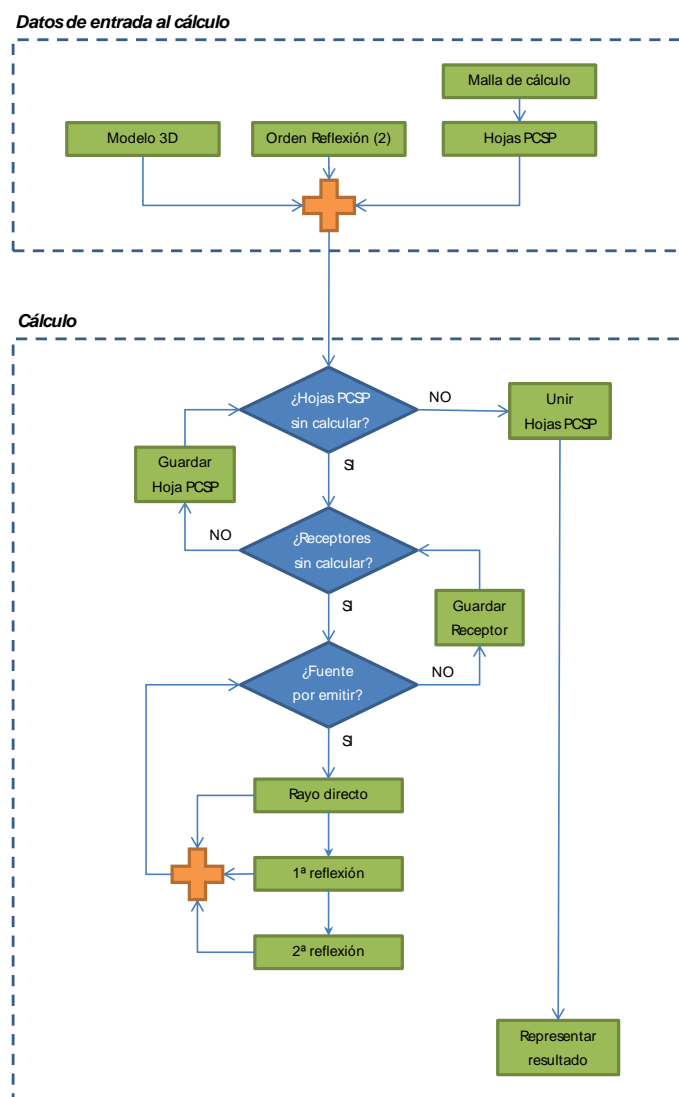 Datos de entrada al cálculo
Malla de cálculo
Modelo 3D
Orden Reflexión (2)
Hojas PCSP
Cálculo
¿Hojas PCSP
sin calcular?
NO
Unir
Hojas PCSP
SI
Guardar
Hoja PCSP
NO
¿Receptores
sin calcular?
SI
Guardar
Receptor
¿Fuente
por emitir?
NO
SI
Rayo directo
1ª reflexión
2ª reflexión
Representar
resultado